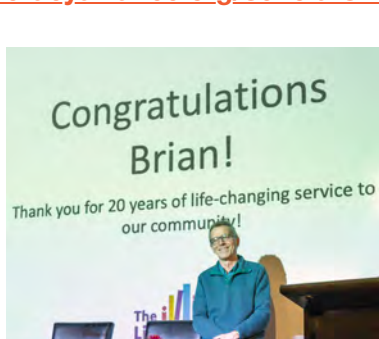 Congratulations
Brian!
Thank you for 20 years of life-changing service to
our community!
The